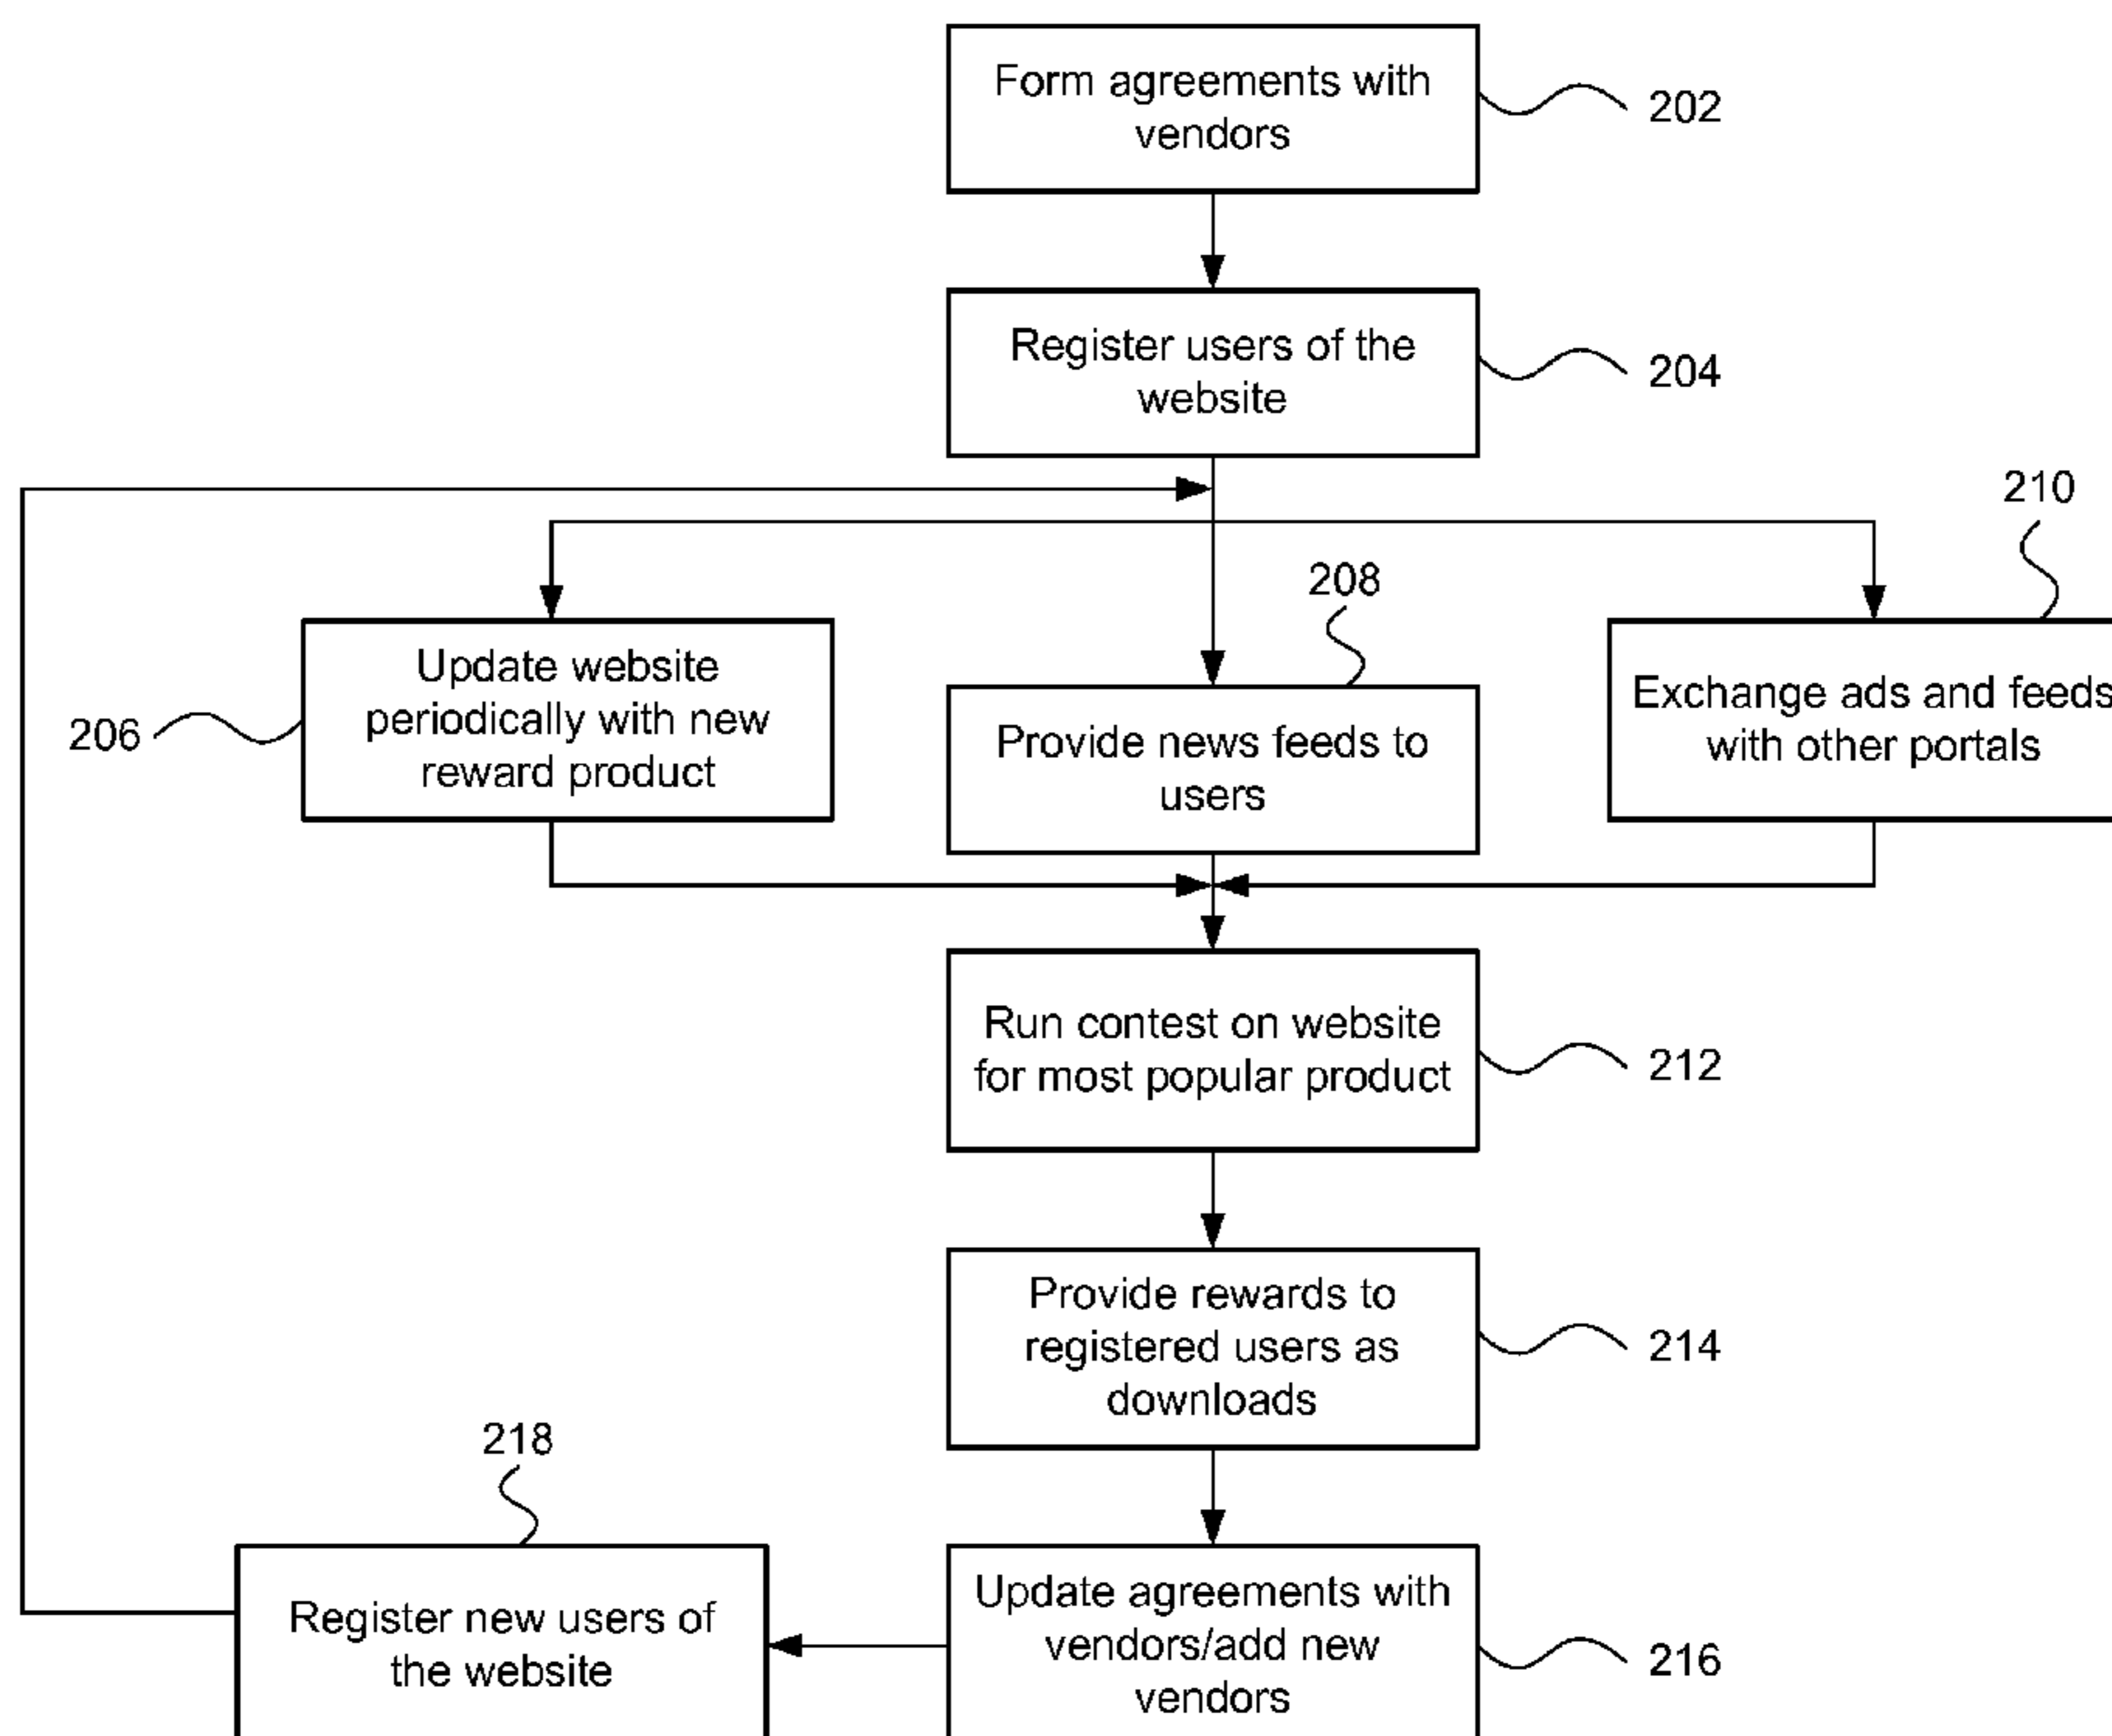 Form agreements with
vendors
202
Register users of the
website
204
210
208
Update website
periodically with new
reward product
206
Provide news feeds to
users
Exchange ads and feeds
with other portals
Run contest on website
for most popular product
212
Provide rewards to
registered users as
downloads
214
218
Register new users of
the website
Update agreements with
vendors/add new
vendors
216